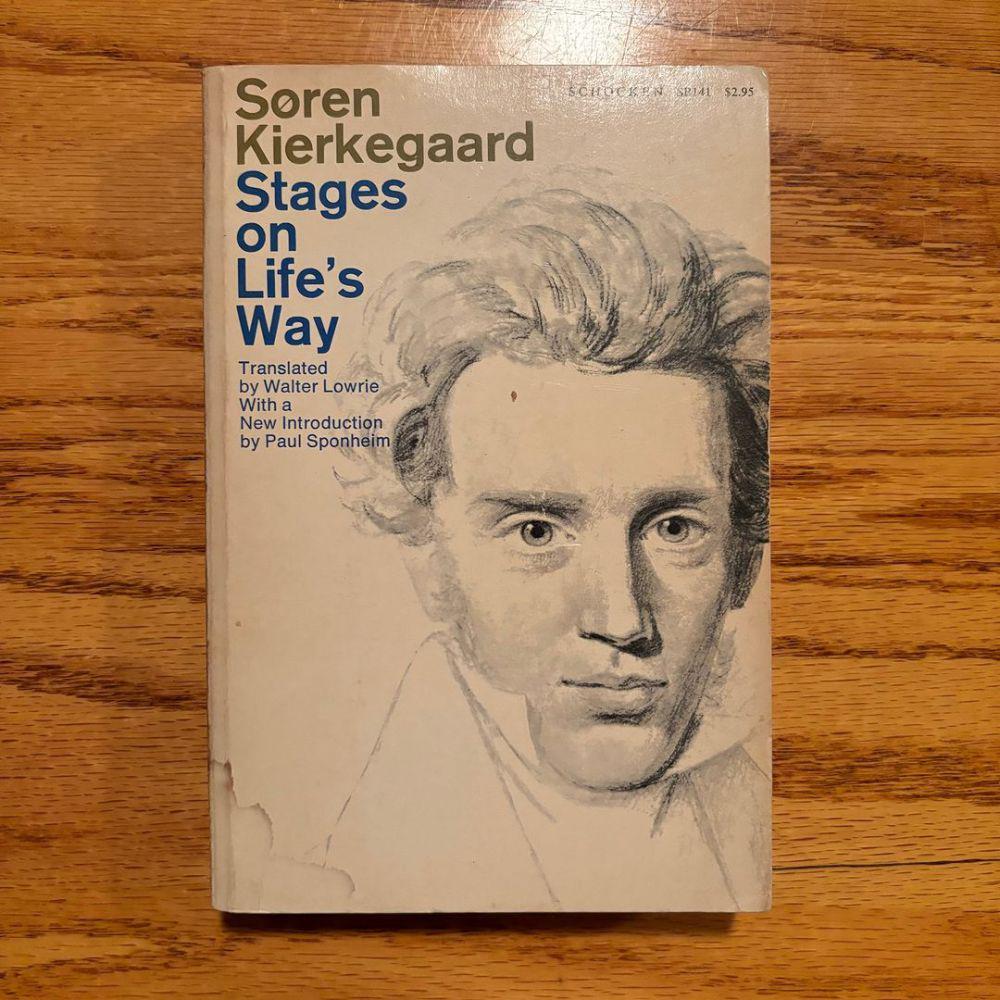 Søren
Kierkegaard
Stages
on
Life's
Way
Translated
by Walter Lowrie
With a
New Introduction
by Paul Sponheim
SCHOCKEN SP141 $2.95